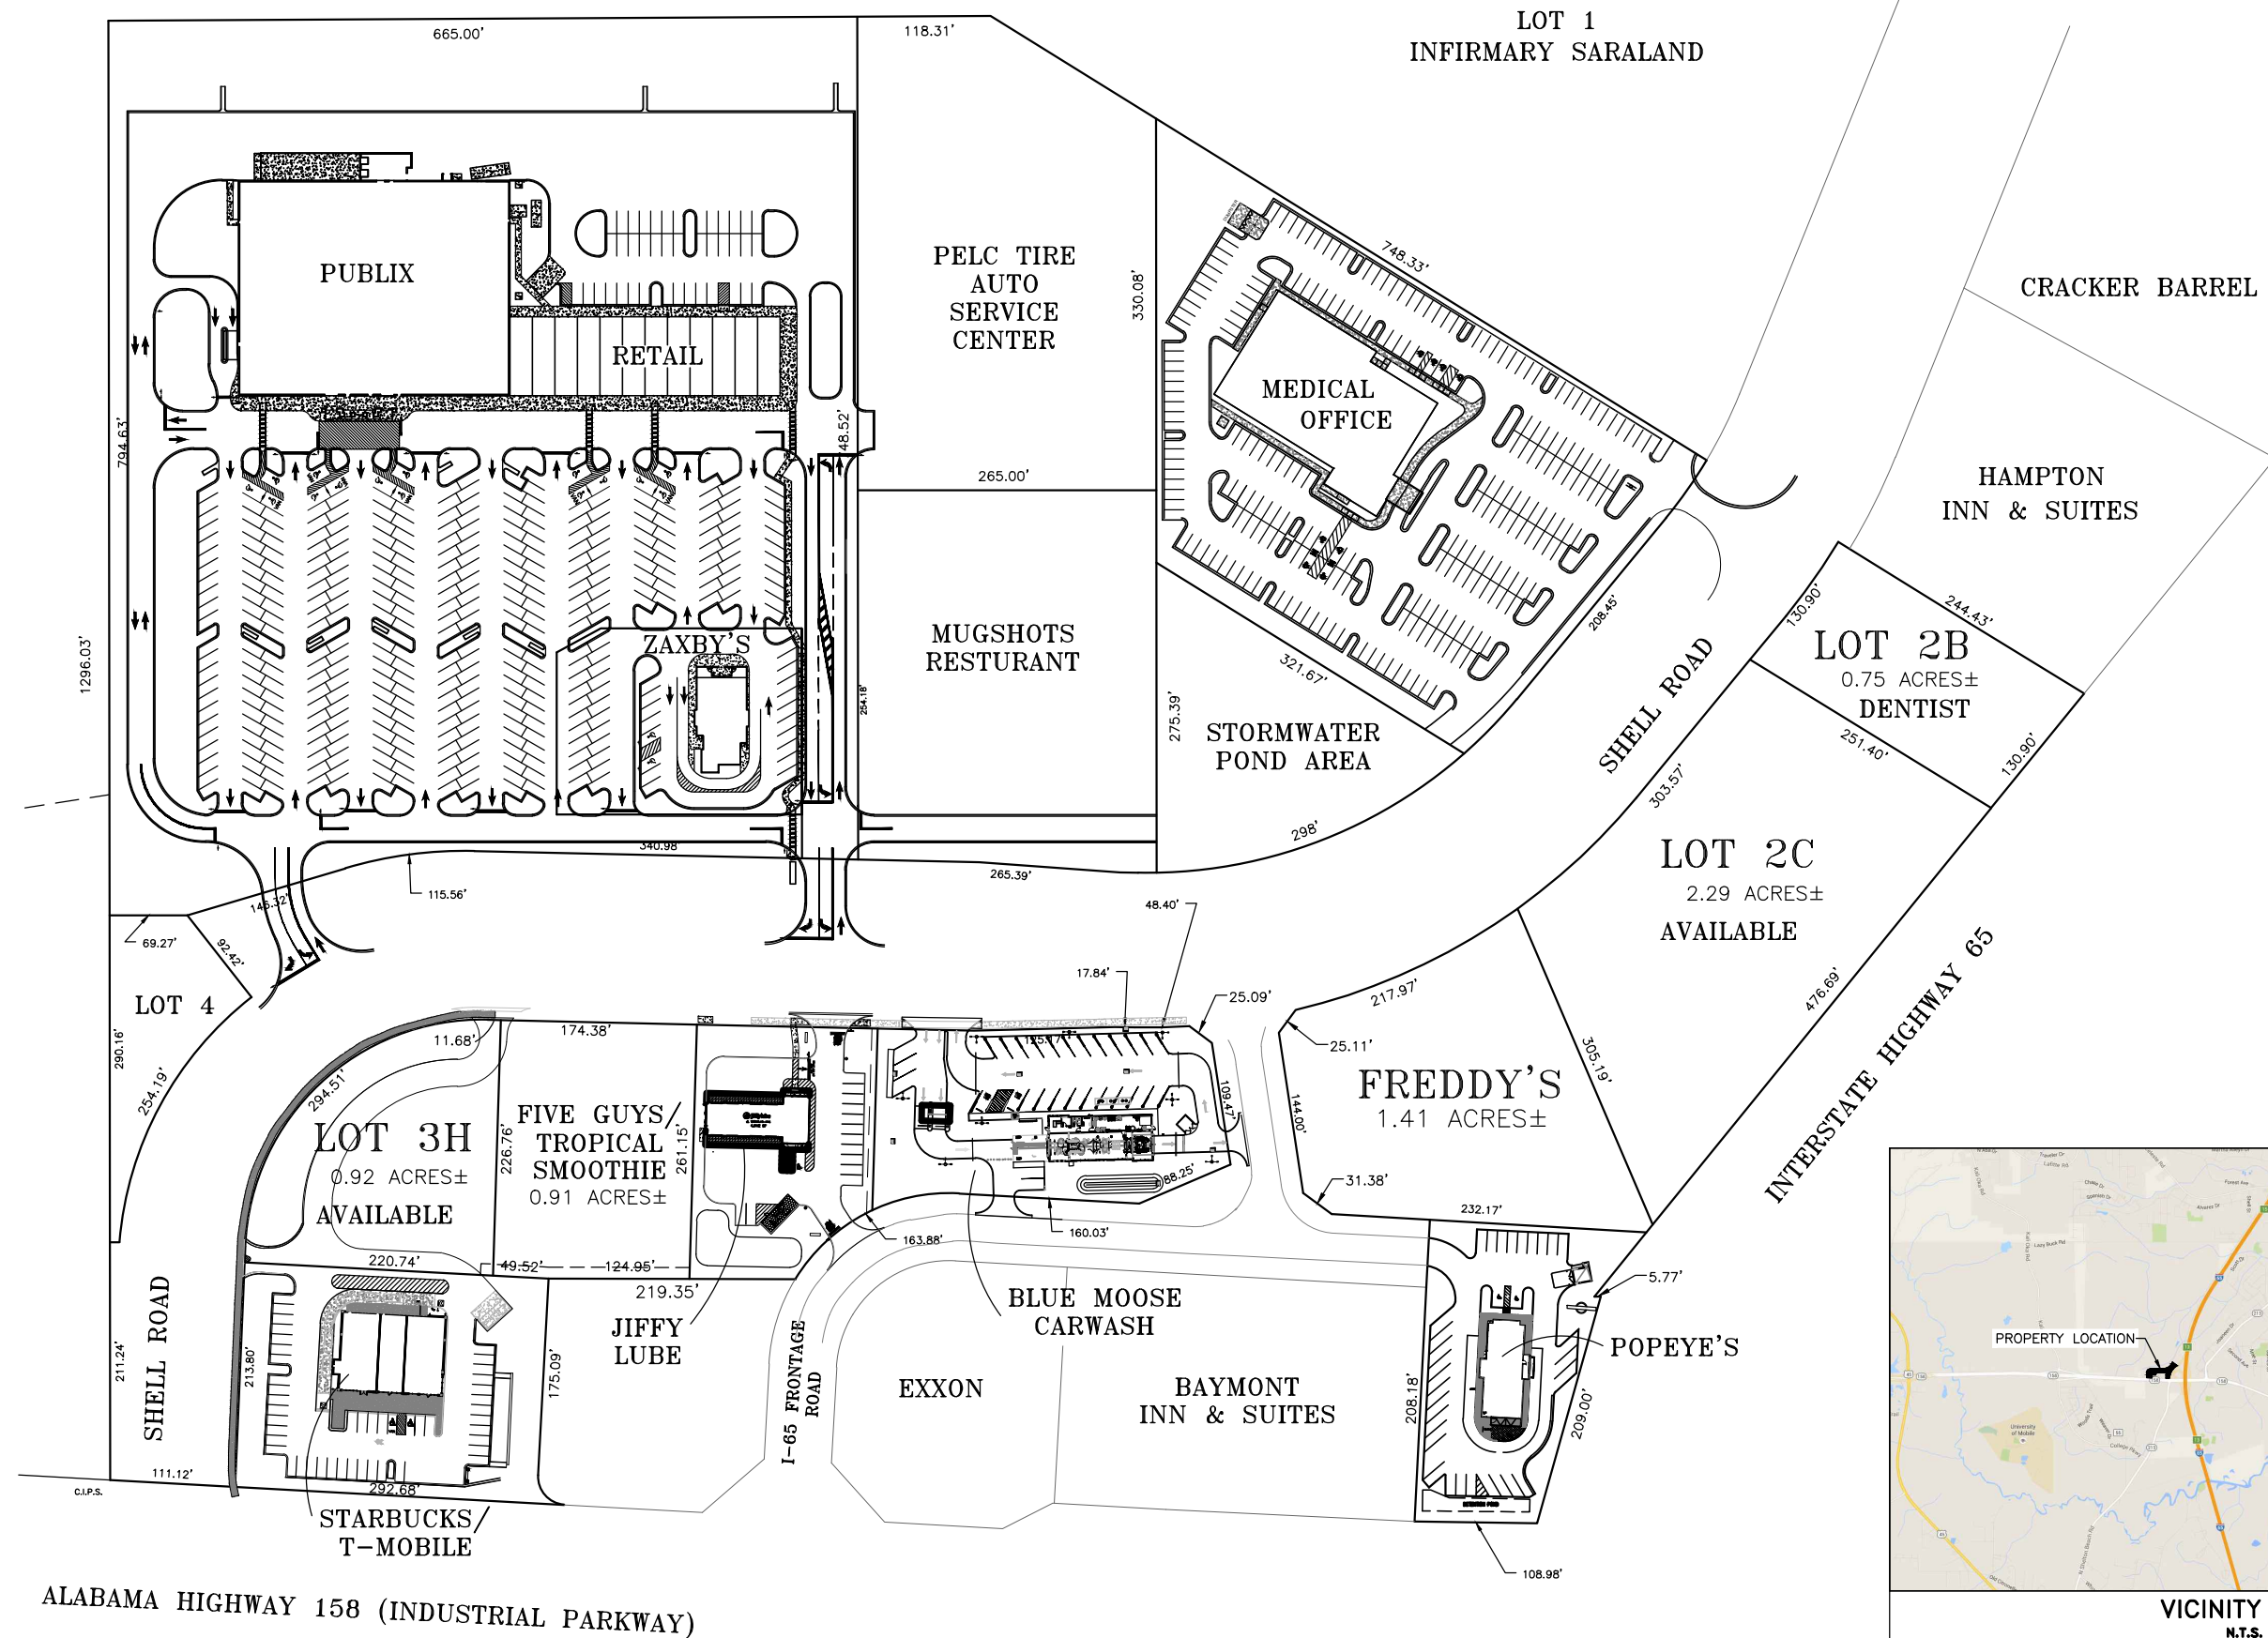 LOT 1
INFIRMARY SARALAND
665.00'
118.31'
PUBLIX
RETAIL
PELC TIRE
AUTO
SERVICE
CENTER
330.08'
748.33'
MEDICAL
OFFICE
CRACKER BARREL
HAMPTON
INN & SUITES
794.63'
48.52'
265.00'
1296.03'
ZAXBY'S
254.18'
MUGSHOTS
RESTURANT
208.45'
321.67'
275.39'
STORMWATER
POND AREA
SHELL ROAD
130.90'
244.43'
LOT 2B
0.75 ACRES±
DENTIST
251.40'
130.90'
303.57'
LOT 2C
2.29 ACRES±
AVAILABLE
476.69'
INTERSTATE HIGHWAY 65
298'
340.98'
265.39'
115.56'
145.32'
69.27'
92.42'
48.40'
17.84'
25.09'
LOT 4
290.16'
254.19'
11.68'
174.38'
125.17'
217.97'
25.11'
305.19'
294.51'
LOT 3H
0.92 ACRES±
AVAILABLE
226.76'
FIVE GUYS/
TROPICAL
SMOOTHIE
0.91 ACRES±
261.15'
109.47'
144.00'
FREDDY'S
1.41 ACRES±
88.25'
31.38'
232.17'
163.88'
160.03'
220.74'
49.52'
124.95'
219.35'
5.77'
JIFFY
LUBE
BLUE MOOSE
CARWASH
I-65 FRONTAGE
ROAD
EXXON
BAYMONT
INN & SUITES
POPEYE'S
208.18'
209.00'
SHELL ROAD
211.24'
213.80'
175.09'
111.12'
C.I.P.S.
292.68'
STARBUCKS/
T-MOBILE
DETENTION POND
108.98'
ALABAMA HIGHWAY 158 (INDUSTRIAL PARKWAY)
PROPERTY LOCATION
University
of Mobile
VICINITY
N.T.S.